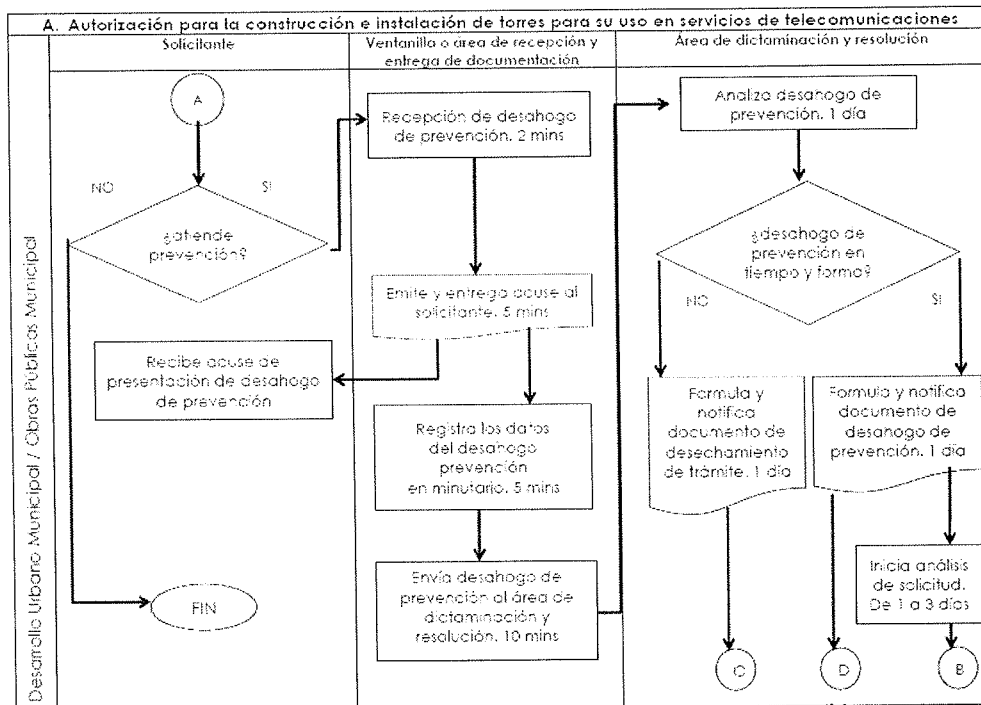 A. Autorización para la construcción e instalación de torres para su uso en servicios de telecomunicaciones
Solicitante
Ventanilla o área de recepción y
entrega de documentación
Área de dictaminación y resolución
Desarrollo Urbano Municipal / Obras Públicas Municipal
A
NO
SI
¿atiende
prevención?
Recibe acuse de
presentación de desahogo
de prevención
FIN
Recepción de desahogo
de prevención. 2 mins
Emite y entrega acuse al
solicitante. 5 mins
Registra los datos
del desahogo
prevención
en minutario. 5 mins
Envía desahogo de
prevención al área de
dictaminación y
resolución. 10 mins
Analiza desahogo de
prevención. 1 día
¿desahogo de
prevención en
tiempo y forma?
NO
SI
Formula y
notifica
documento de
desechamiento
de trámite. 1 día
Formula y notifica
documento de
desahogo de
prevención. 1 día
Inicia análisis
de solicitud.
De 1 a 3 días
C
D
B